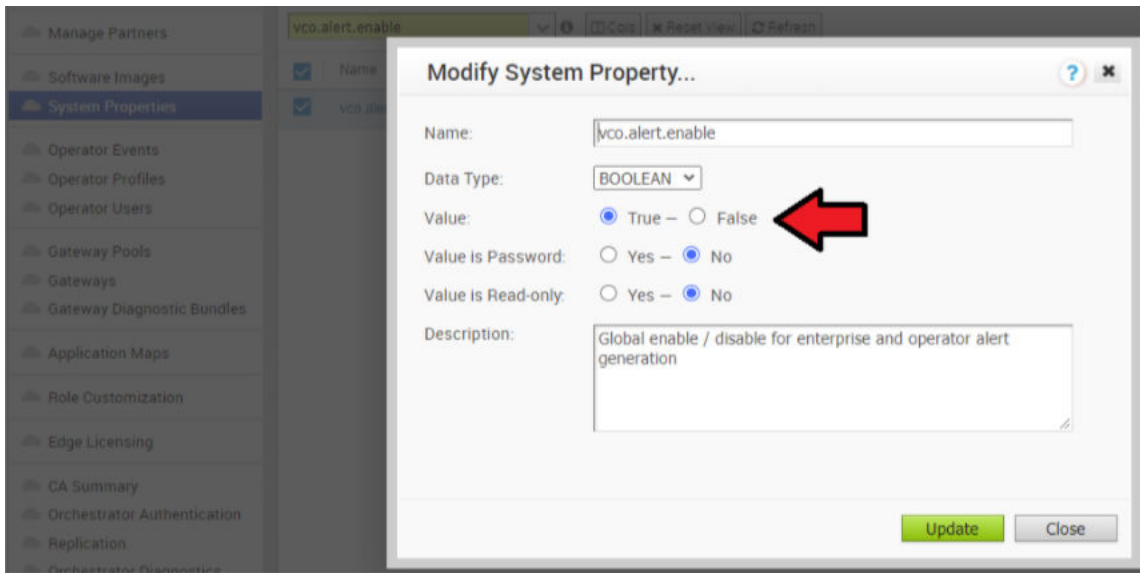 Manage Partners
Software Images
System Properties
Operator Events
Operator Profiles
Operator Users
Gateway Pools
Gateways
Gateway Diagnostic Bundles
Application Maps
Role Customization
Edge Licensing
CA Summary
Orchestrator Authentication
Replication
Orchestrator Diagnostics
vco.alert.enable
Cols
Reset View
Refresh
Name
vco.ale
Modify System Property...
?
Name: vco.alert.enable
Data Type: BOOLEAN
Value: True – False
Value is Password: Yes – No
Value is Read-only: Yes – No
Description: Global enable / disable for enterprise and operator alert
generation
Update Close